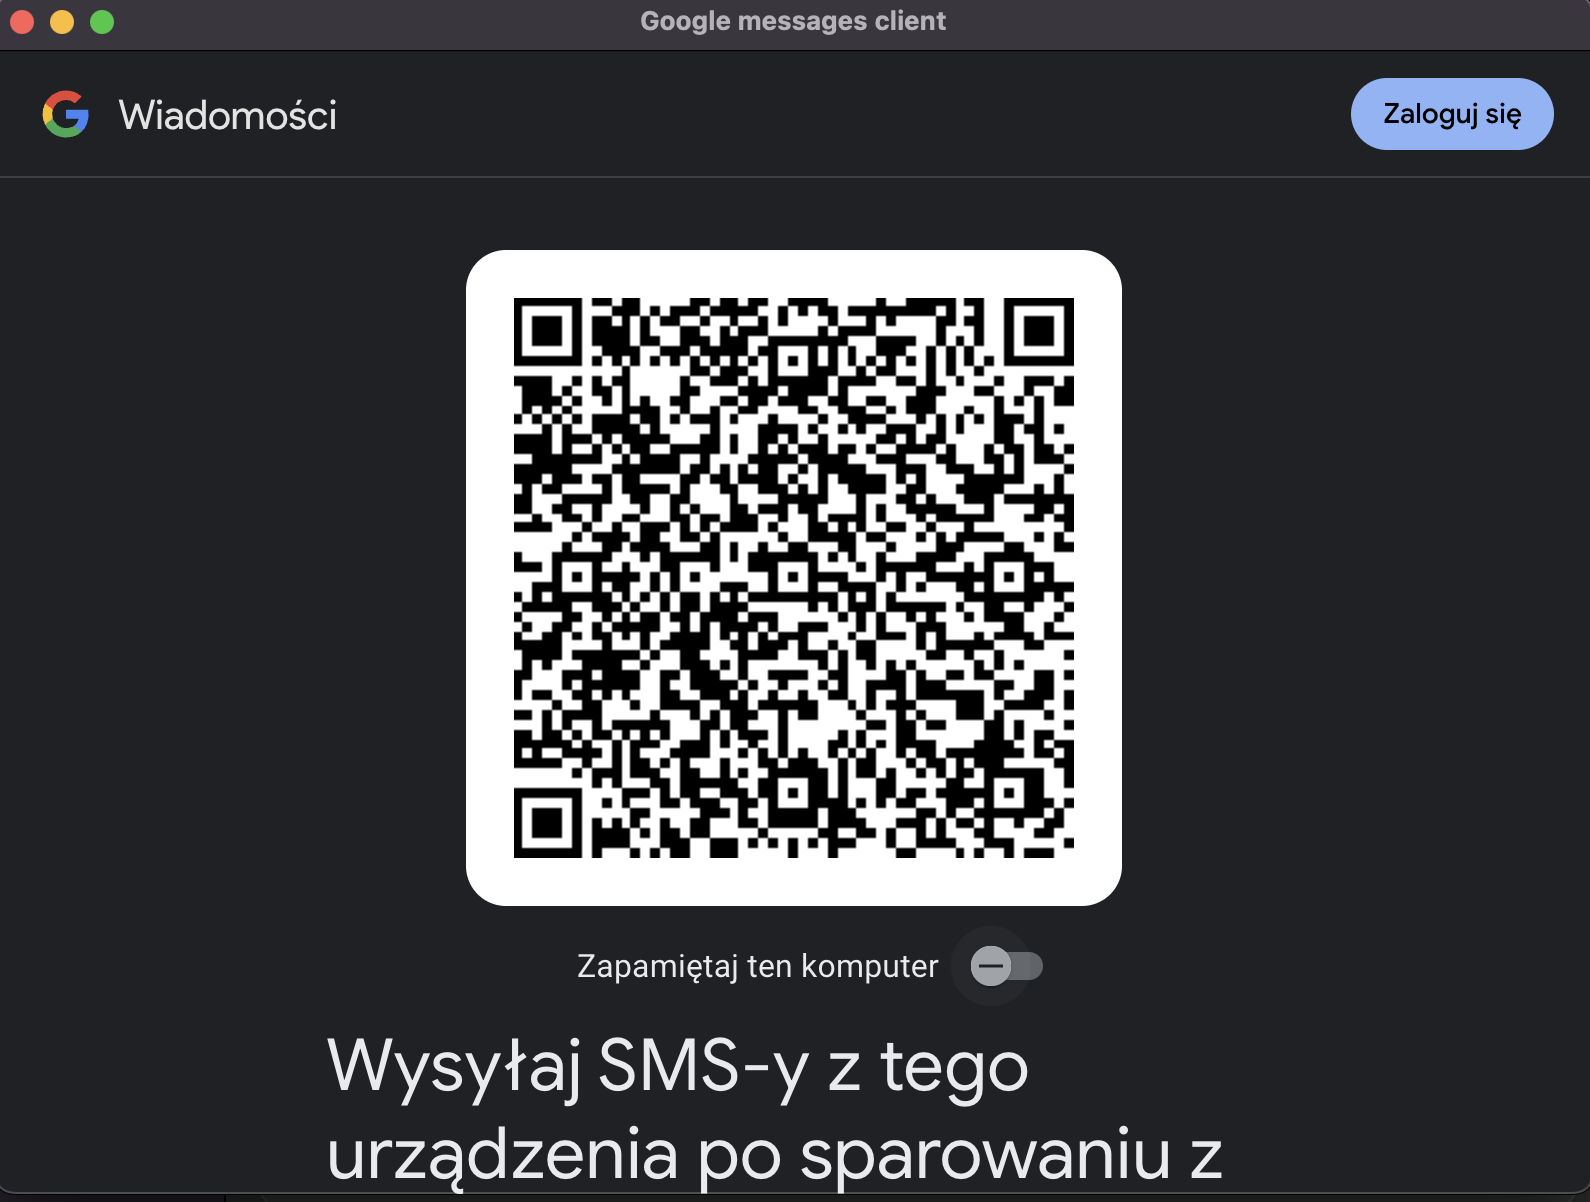 Google messages client
Wiadomości
Zaloguj się
Zapamiętaj ten komputer
Wysyłaj SMS-y z tego
urządzenia po sparowaniu z